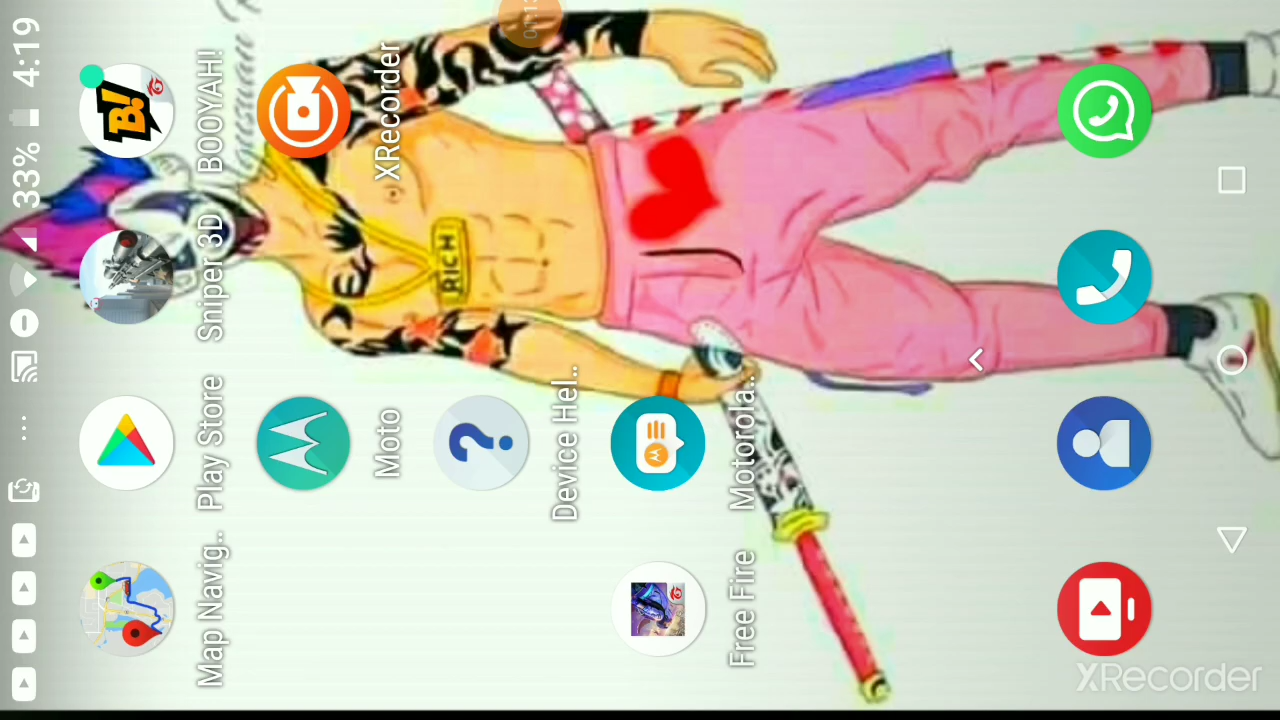 4:19
33%
Map Navig..
Play Store
Sniper 3D
BOOYAH!
B!
Moto
XRecorder
Device Hel..
Free Fire
Motorola..
RICH
XRecorder